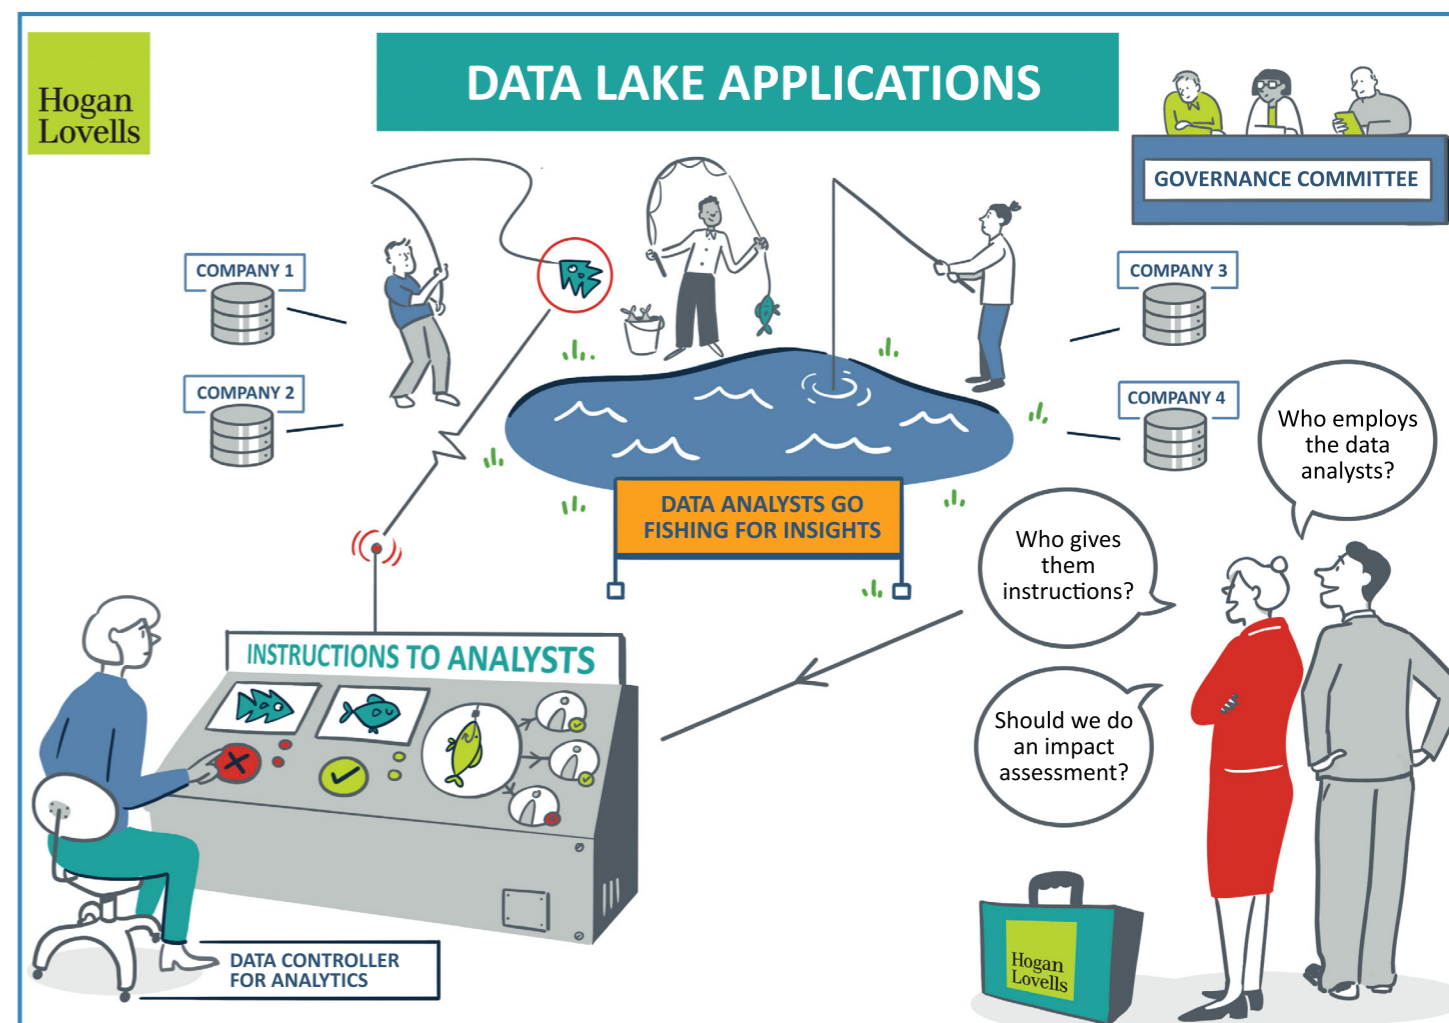 Hogan
Lovells
DATA LAKE APPLICATIONS
GOVERNANCE COMMITTEE
COMPANY 1
COMPANY 2
COMPANY 3
COMPANY 4
DATA ANALYSTS GO
FISHING FOR INSIGHTS
Who employs
the data
analysts?
Who gives
them
instructions?
Should we do
an impact
assessment?
INSTRUCTIONS TO ANALYSTS
DATA CONTROLLER
FOR ANALYTICS
Hogan
Lovells